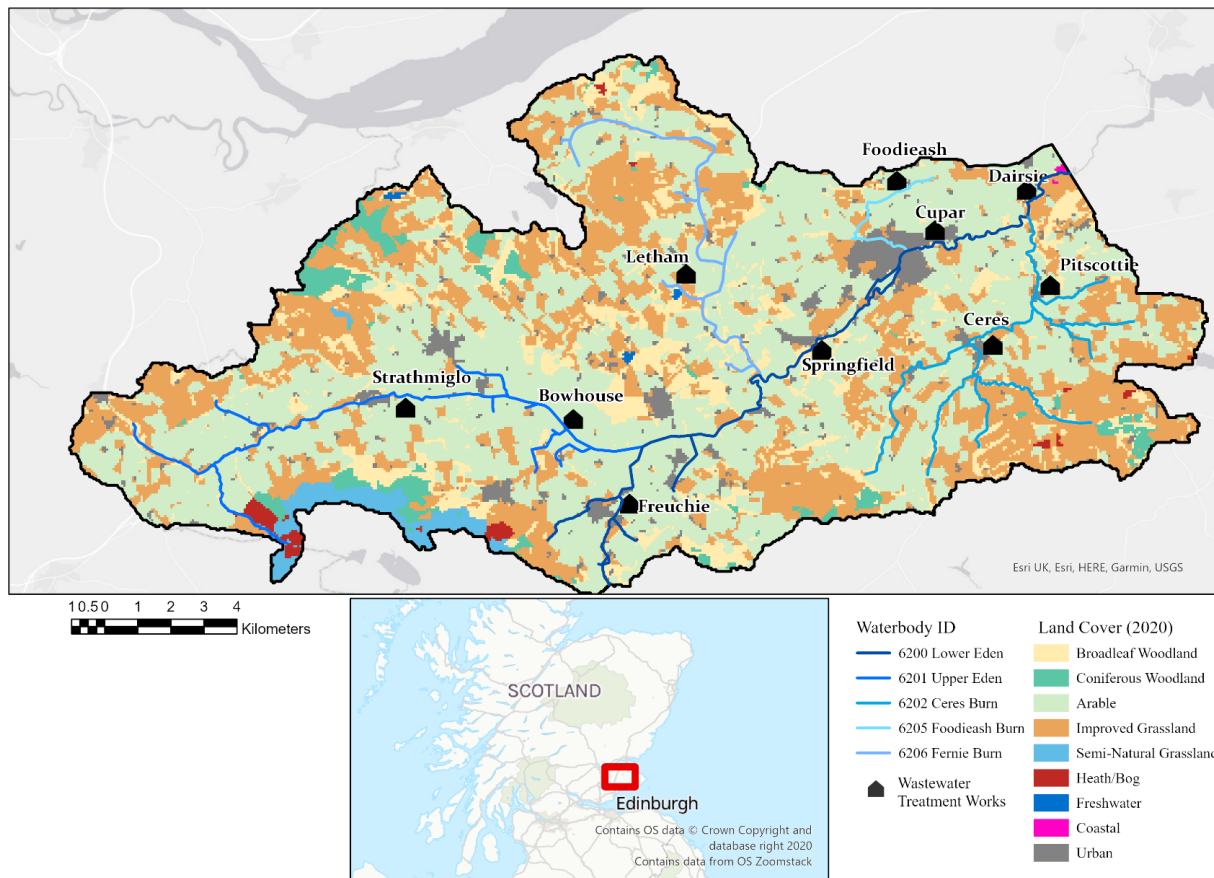 Foodieash
Dairsie
Cupar
Letham
Pitscottie
Ceres
Springfield
Strathmiglo
Bowhouse
Freuchie
Esri UK, Esri, HERE, Garmin, USGS
1 0.5 0 1 2 3 4
Kilometers
SCOTLAND
Edinburgh
Contains OS data © Crown Copyright and
database right 2020
Contains data from OS Zoomstack
Waterbody ID
6200 Lower Eden
6201 Upper Eden
6202 Ceres Burn
6205 Foodieash Burn
6206 Fernie Burn
Wastewater
Treatment Works
Land Cover (2020)
Broadleaf Woodland
Coniferous Woodland
Arable
Improved Grassland
Semi-Natural Grassland
Heath/Bog
Freshwater
Coastal
Urban